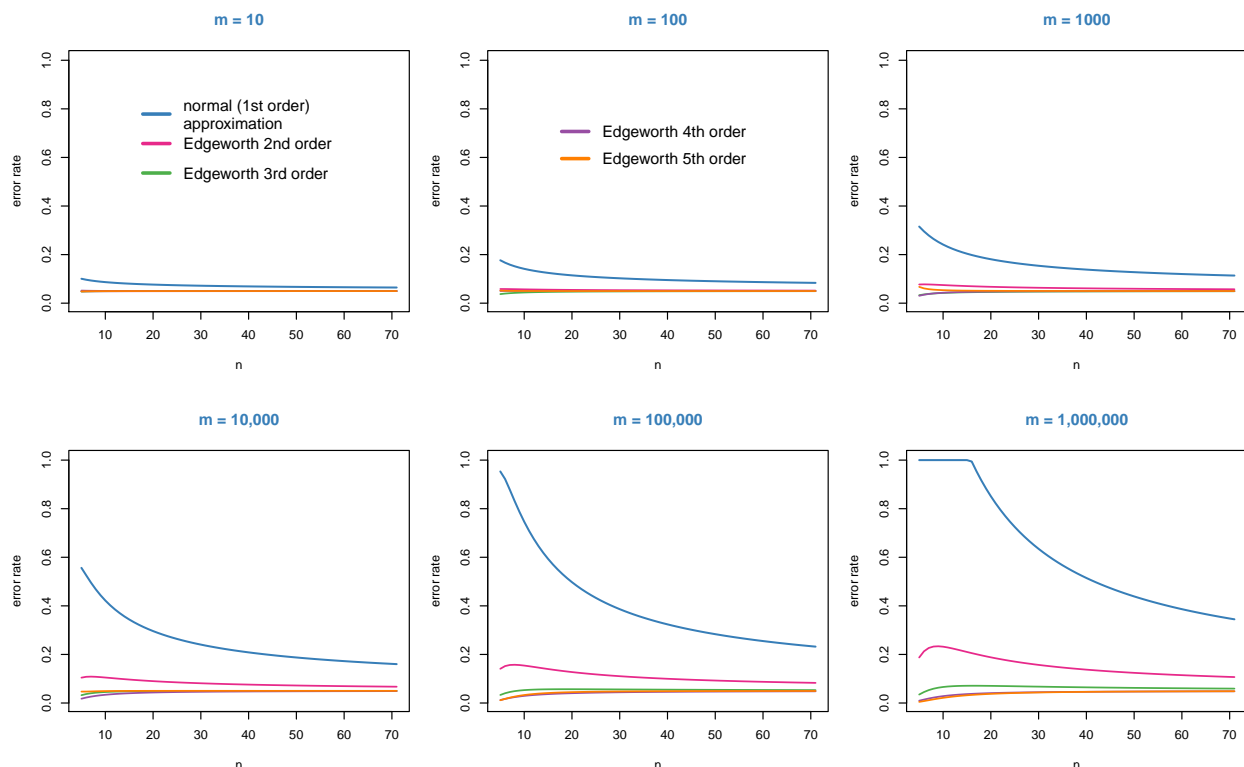 m = 10
m = 100
m = 1000
error rate
0.0 0.2 0.4 0.6 0.8 1.0
normal (1st order)
approximation
Edgeworth 2nd order
Edgeworth 3rd order
10 20 30 40 50 60 70
n
error rate
0.0 0.2 0.4 0.6 0.8 1.0
Edgeworth 4th order
Edgeworth 5th order
10 20 30 40 50 60 70
n
error rate
0.0 0.2 0.4 0.6 0.8 1.0
10 20 30 40 50 60 70
n
m = 10,000
m = 100,000
m = 1,000,000
error rate
0.0 0.2 0.4 0.6 0.8 1.0
10 20 30 40 50 60 70
n
error rate
0.0 0.2 0.4 0.6 0.8 1.0
10 20 30 40 50 60 70
n
error rate
0.0 0.2 0.4 0.6 0.8 1.0
10 20 30 40 50 60 70
n